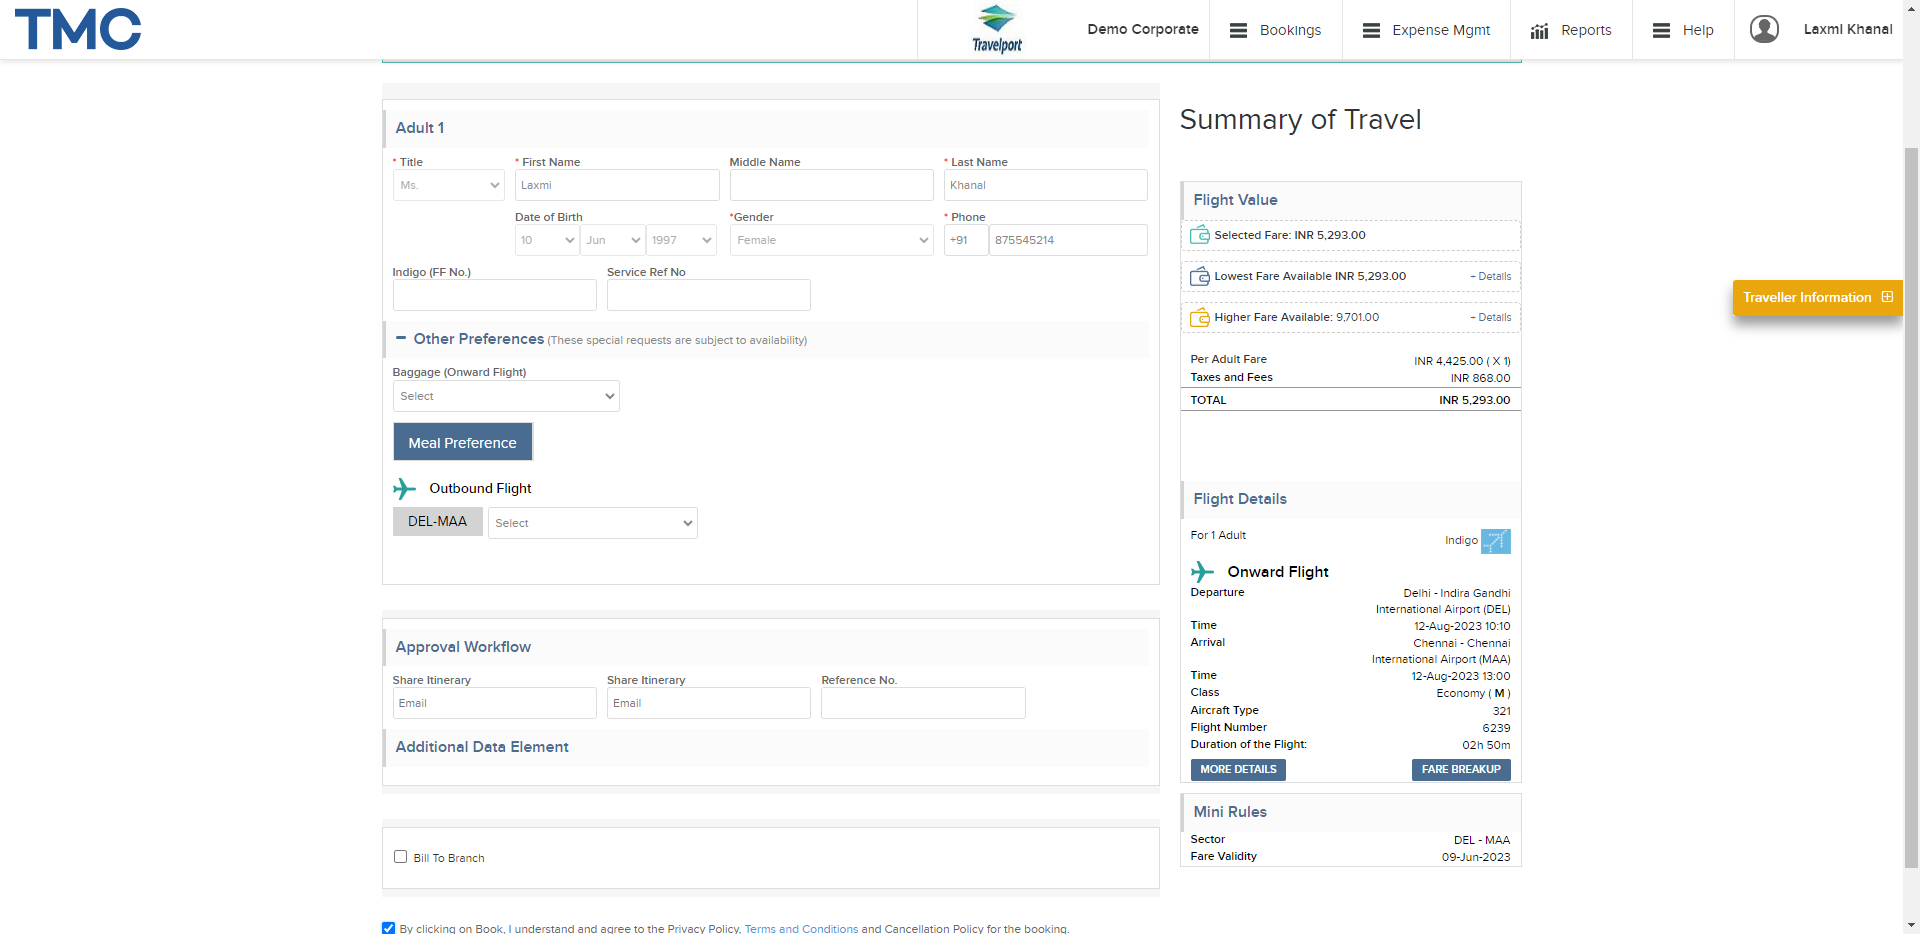 TMC
Travelport
Demo Corporate
Bookings
Expense Mgmt
Reports
Help
Laxmi Khanal
Adult 1
* Title
* First Name
Middle Name
* Last Name
Ms.
Laxmi
Khanal
Date of Birth
*Gender
* Phone
10
Jun
1997
Female
+91
875545214
Indigo (FF No.)
Service Ref No
Other Preferences (These special requests are subject to availability)
Baggage (Onward Flight)
Select
Meal Preference
Outbound Flight
DEL-MAA
Select
Approval Workflow
Share Itinerary
Share Itinerary
Reference No.
Email
Email
Additional Data Element
Bill To Branch
By clicking on Book, I understand and agree to the Privacy Policy, Terms and Conditions and Cancellation Policy for the booking.
Summary of Travel
Flight Value
Selected Fare: INR 5,293.00
Lowest Fare Available INR 5,293.00
+ Details
Higher Fare Available: 9,701.00
+ Details
Per Adult Fare
INR 4,425.00 ( X 1)
Taxes and Fees
INR 868.00
TOTAL
INR 5,293.00
Flight Details
For 1 Adult
Indigo
Onward Flight
Departure
Delhi - Indira Gandhi
International Airport (DEL)
Time
12-Aug-2023 10:10
Arrival
Chennai - Chennai
International Airport (MAA)
Time
12-Aug-2023 13:00
Class
Economy ( M )
Aircraft Type
321
Flight Number
6239
Duration of the Flight:
02h 50m
MORE DETAILS
FARE BREAKUP
Mini Rules
Sector
DEL - MAA
Fare Validity
09-Jun-2023
Traveller Information